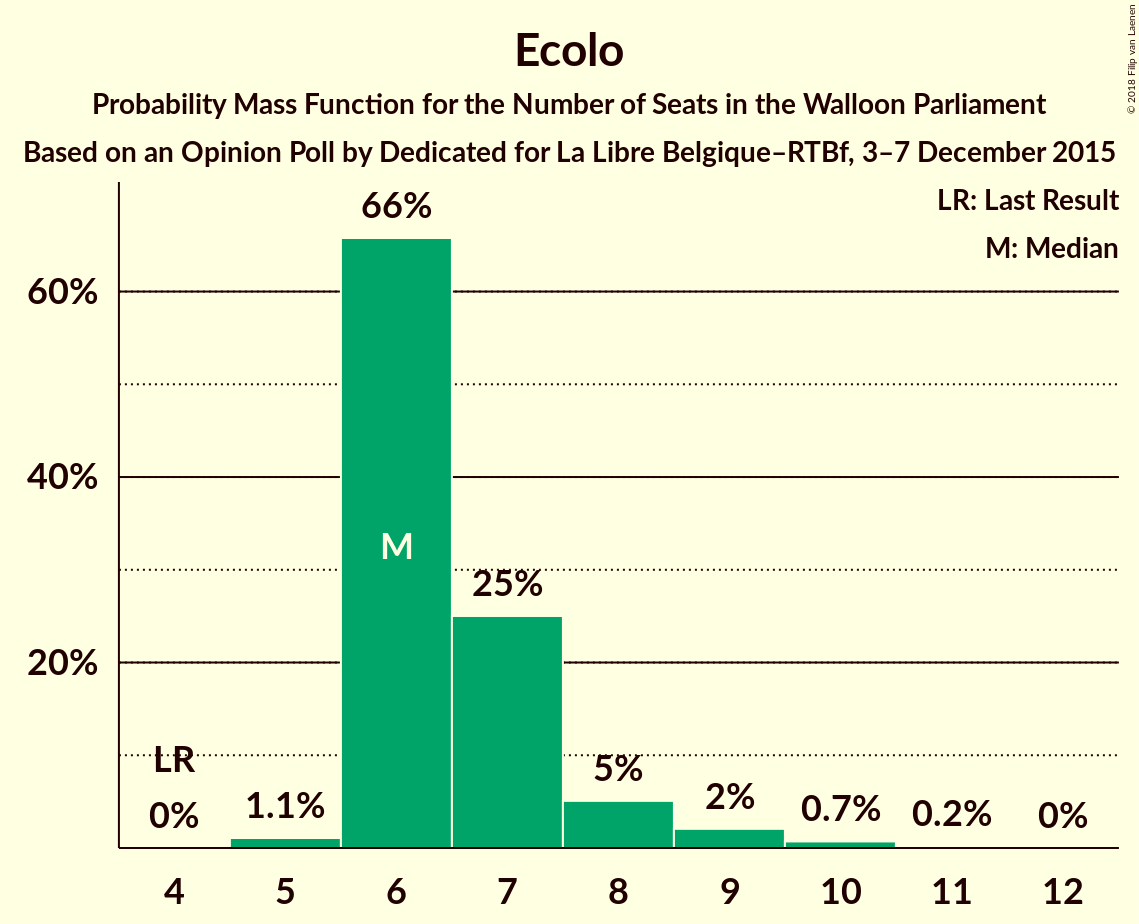 Ecolo
Probability Mass Function for the Number of Seats in the Walloon Parliament
Based on an Opinion Poll by Dedicated for La Libre Belgique–RTBf, 3–7 December 2015
© 2018 Filip van Laenen
LR: Last Result
M: Median
60%
40%
20%
LR
0%
1.1%
66%
M
25%
5%
2%
0.7%
0.2%
0%
4 5 6 7 8 9 10 11 12